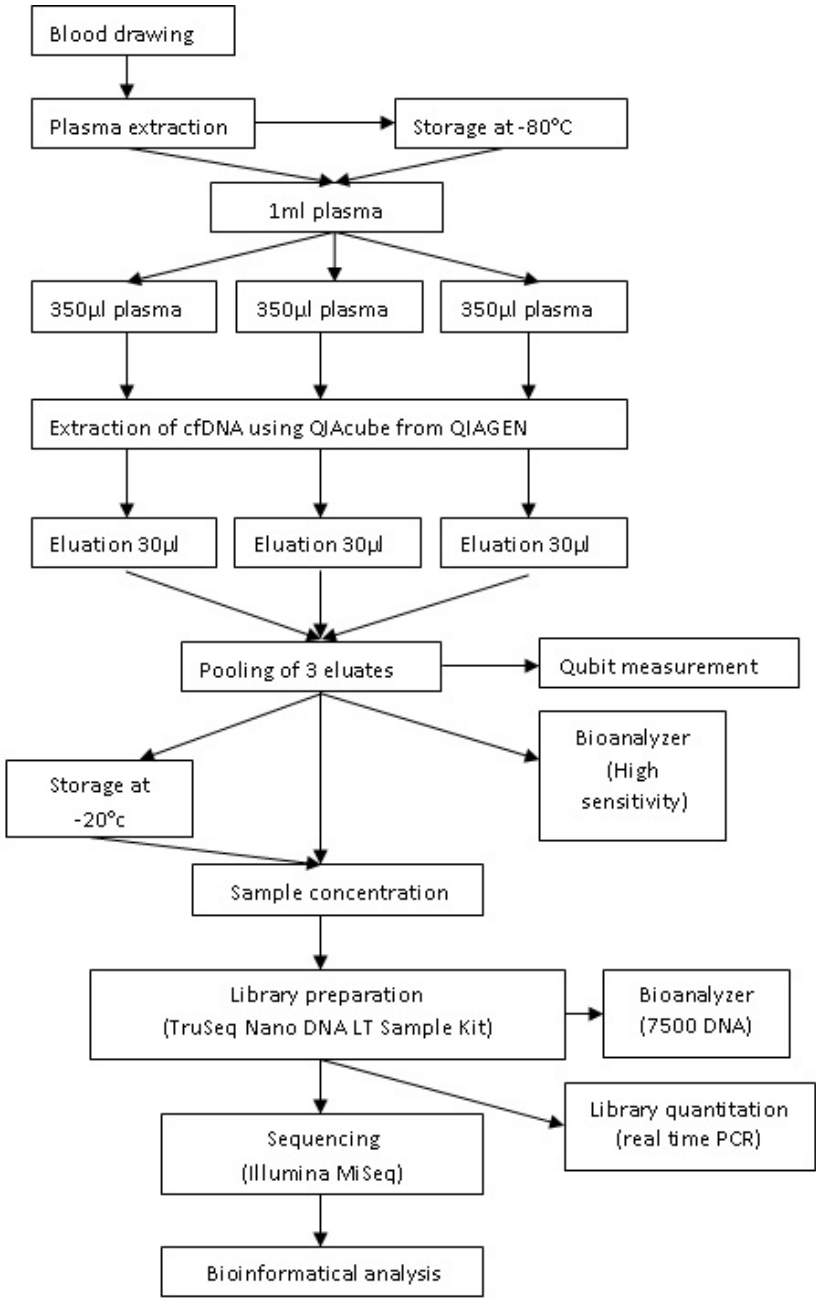 Blood drawing
Plasma extraction
Storage at -80°C
1ml plasma
350µl plasma
350µl plasma
350µl plasma
Extraction of cfDNA using QIAcube from QIAGEN
Eluation 30µl
Eluation 30µl
Eluation 30µl
Pooling of 3 eluates
Qubit measurement
Bioanalyzer
(High
sensitivity)
Storage at
-20°c
Sample concentration
Library preparation
(TruSeq Nano DNA LT Sample Kit)
Bioanalyzer
(7500 DNA)
Library quantitation
(real time PCR)
Sequencing
(Illumina MiSeq)
Bioinformatical analysis